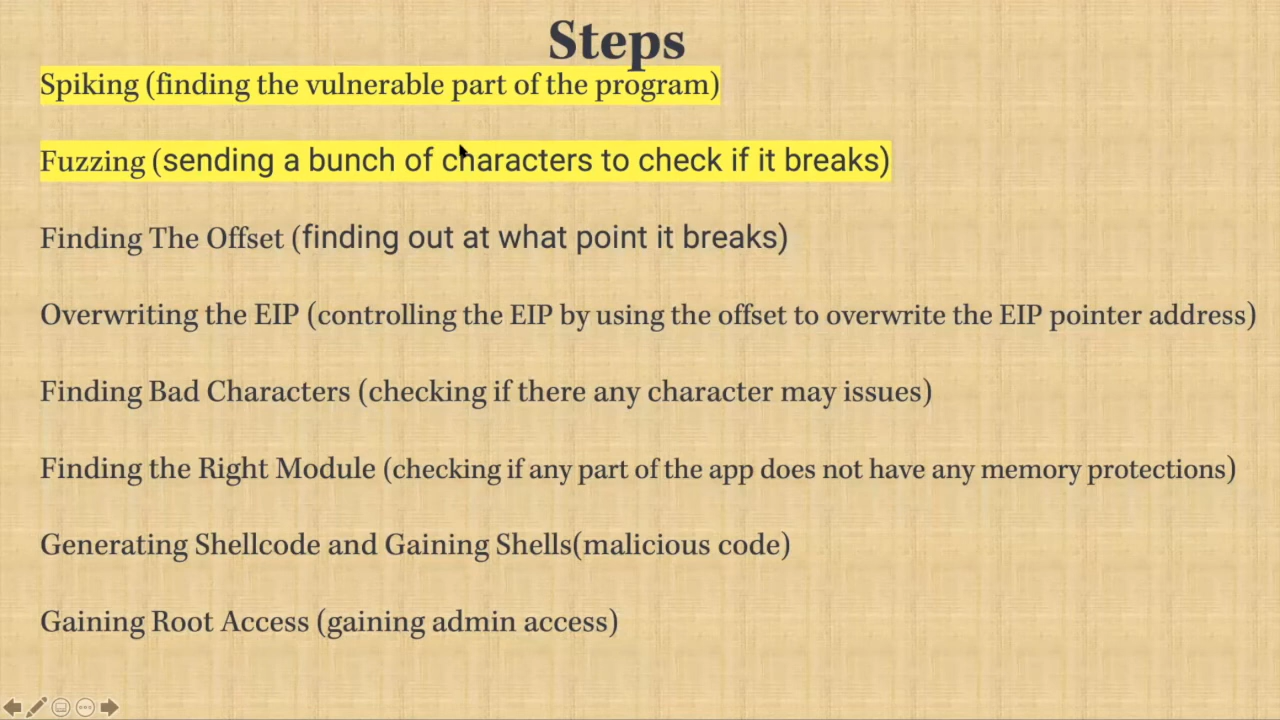 Steps
Spiking (finding the vulnerable part of the program)
Fuzzing (sending a bunch of characters to check if it breaks)
Finding The Offset (finding out at what point it breaks)
Overwriting the EIP (controlling the EIP by using the offset to overwrite the EIP pointer address)
Finding Bad Characters (checking if there any character may issues)
Finding the Right Module (checking if any part of the app does not have any memory protections)
Generating Shellcode and Gaining Shells(malicious code)
Gaining Root Access (gaining admin access)